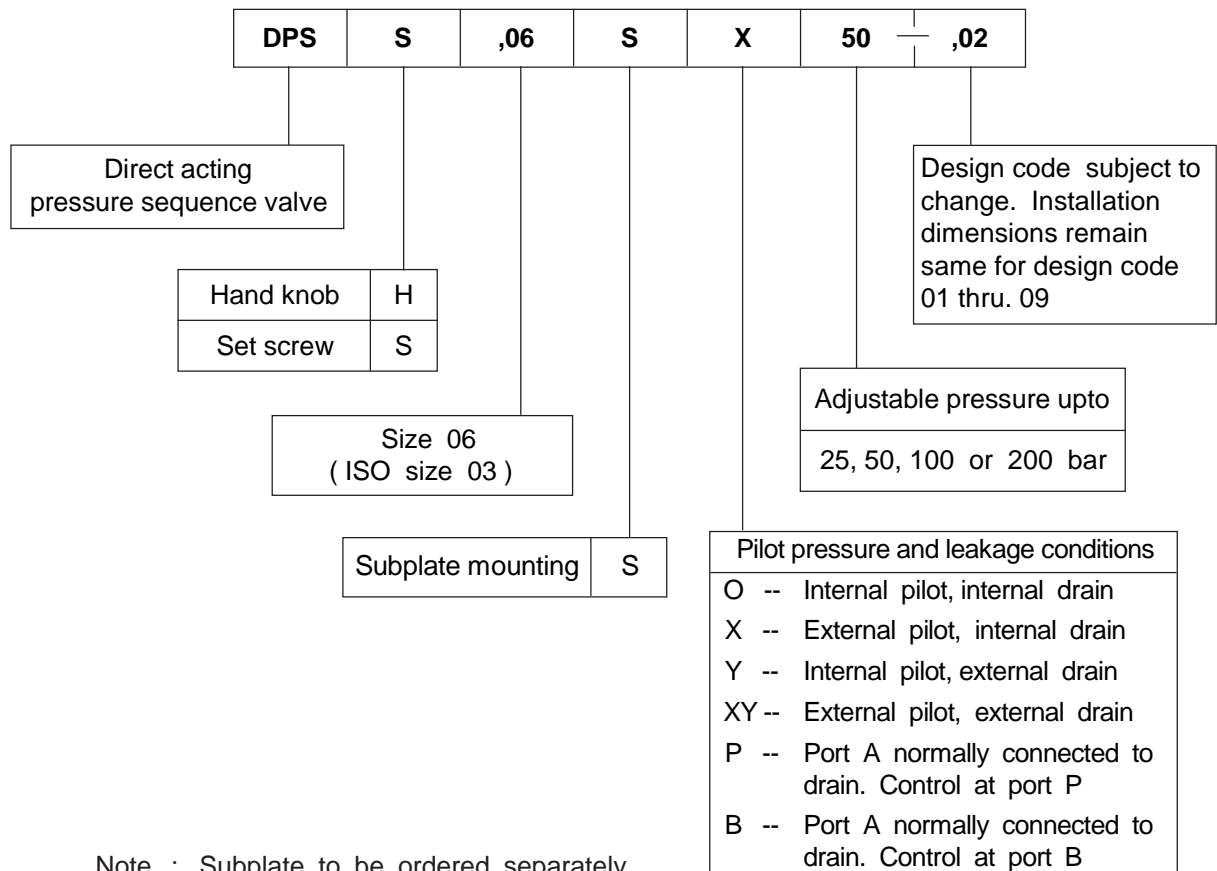 DPS S ,06 S X 50 — ,02
Direct acting
pressure sequence valve
Design code subject to
change. Installation
dimensions remain
same for design code
01 thru. 09
Hand knob H
Set screw S
Adjustable pressure upto
25, 50, 100 or 200 bar
Size 06
( ISO size 03 )
Subplate mounting S
Pilot pressure and leakage conditions
O -- Internal pilot, internal drain
X -- External pilot, internal drain
Y -- Internal pilot, external drain
XY -- External pilot, external drain
P -- Port A normally connected to
drain. Control at port P
B -- Port A normally connected to
drain. Control at port B
Note : Subplate to be ordered separately